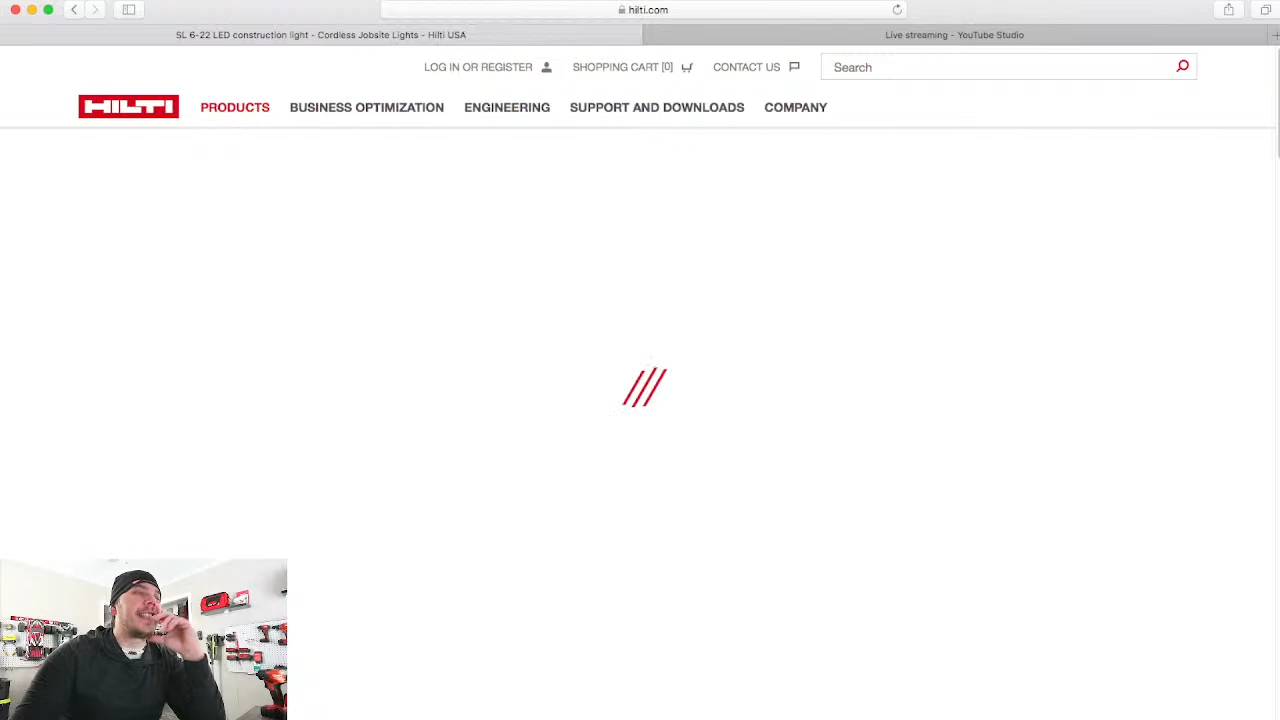 hilti.com
SL 6-22 LED construction light - Cordless Jobsite Lights - Hilti USA
Live streaming - YouTube Studio
LOG IN OR REGISTER
SHOPPING CART [0]
CONTACT US
Search
HILTI
PRODUCTS
BUSINESS OPTIMIZATION
ENGINEERING
SUPPORT AND DOWNLOADS
COMPANY